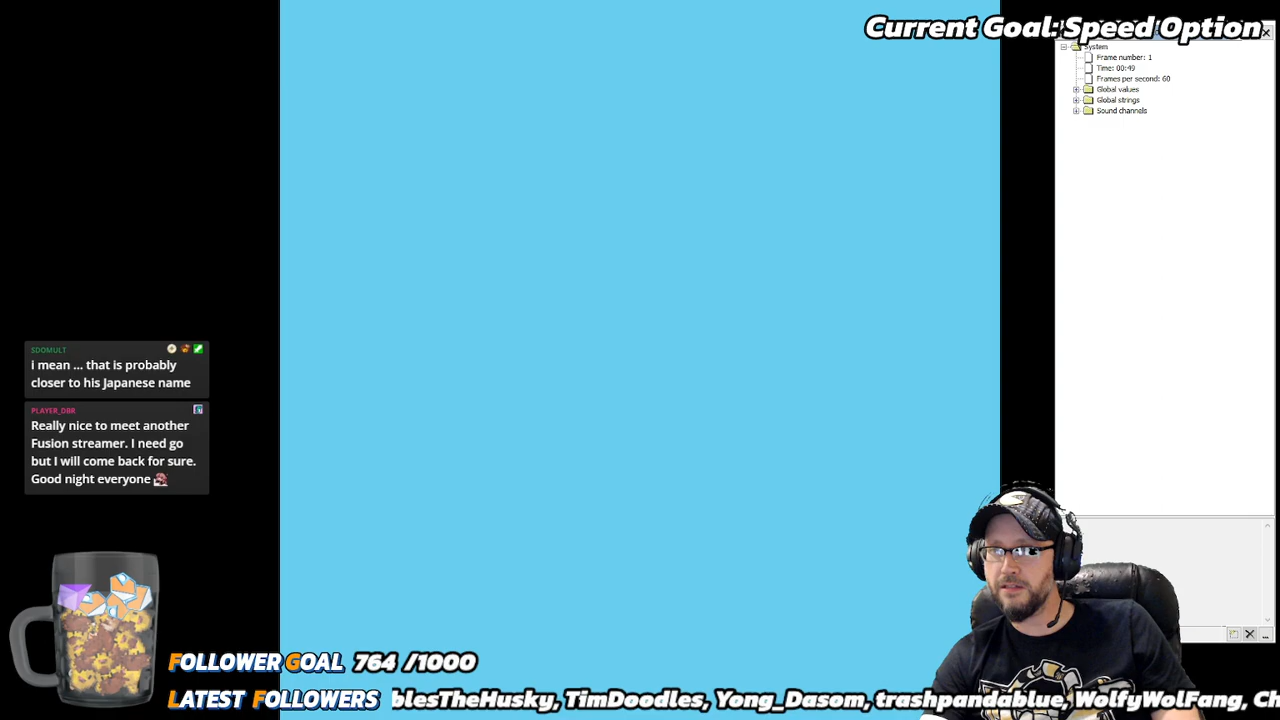 Current Goal: Speed Option
System
Frame number: 1
Time: 00:49
Frames per second: 60
Global values
Global strings
Sound channels
SDOMULT
i mean ... that is probably
closer to his Japanese name
PLAYER_DBR
Really nice to meet another
Fusion streamer. I need go
but I will come back for sure.
Good night everyone
FOLLOWER GOAL 764 /1000
LATEST FOLLOWERS blesTheHusky, TimDoodles, Yong_Dasom, trashpandablue, WolfyWolFang, Ch